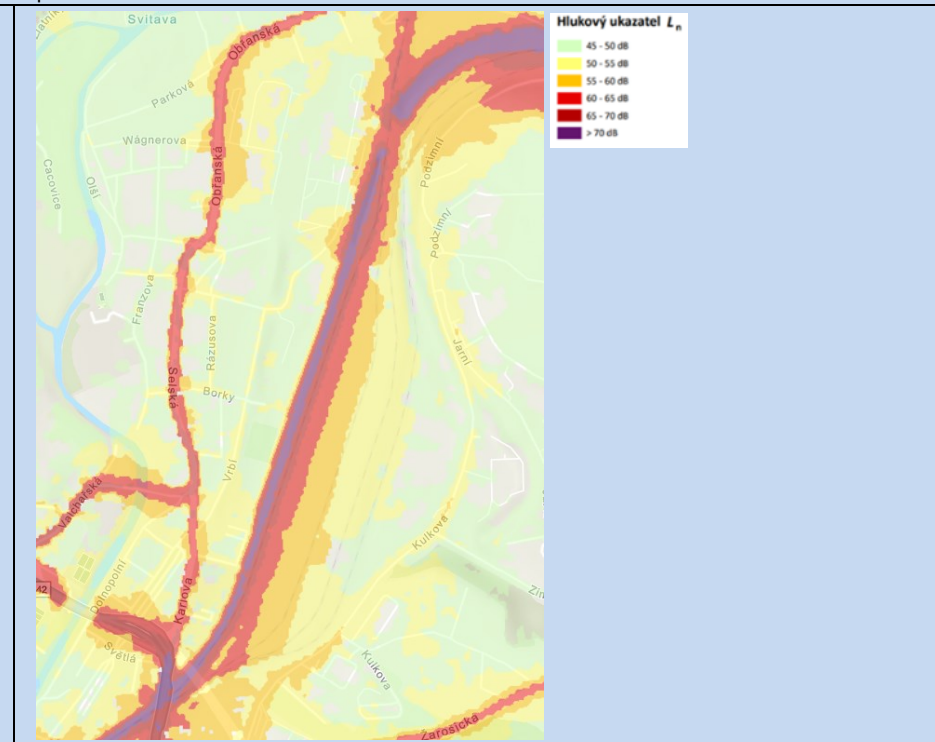 Svitava
Obřanská
Hlukový ukazatel Ln
45 - 50 dB
50 - 55 dB
55 - 60 dB
60 - 65 dB
65 - 70 dB
> 70 dB
Parková
Wágnerova
Podzimní
Cacovice
Olší
Obřanská
Podzimní
Franzova
Rázusova
Jarní
Selská
Borky
Vrbí
Valchařská
Kulkova
42
Dolnopolní
Karlova
Světlá
Kulkova
Žarošická